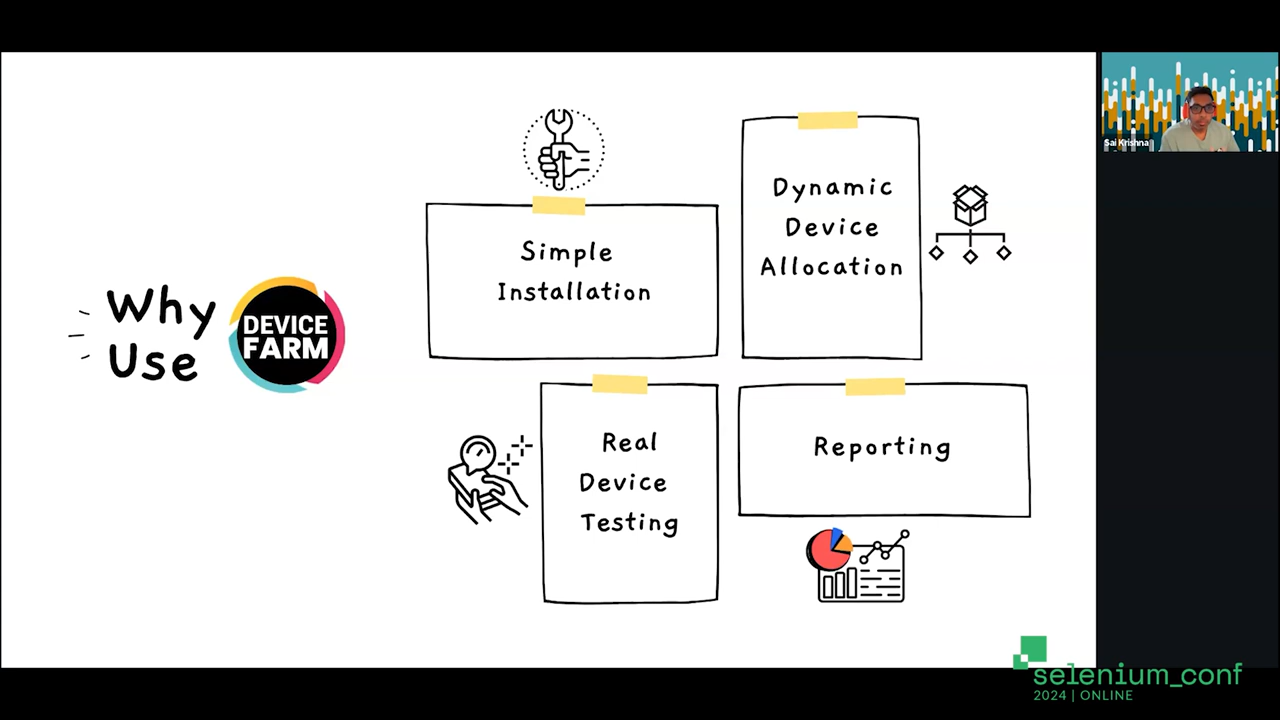 Why
Use
DEVICE
FARM
Simple
Installation
Dynamic
Device
Allocation
Real
Device
Testing
Reporting
Sai Krishna
selenium_conf
2024 | ONLINE